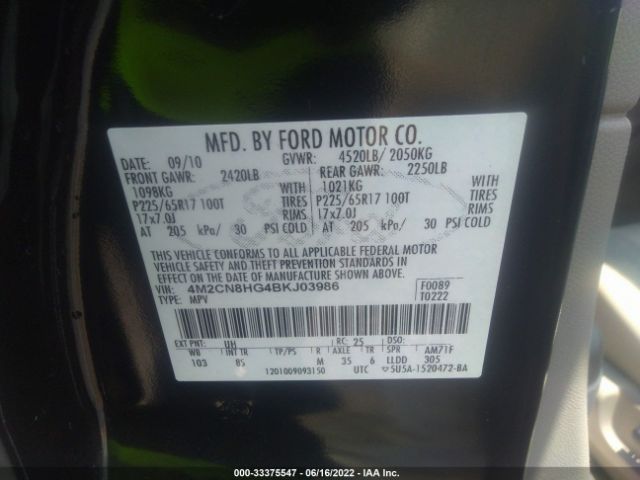 MFD. BY FORD MOTOR CO.
DATE: 09/10 GVWR: 4520LB/ 2050KG
FRONT GAWR: 2420LB REAR GAWR: 2250LB
1098KG WITH 1021KG WITH
P225/65R17 100T TIRES P225/65R17 100T TIRES
17x7.0J RIMS 17x7.0J RIMS
AT 205 kPa/ 30 PSI COLD AT 205 kPa/ 30 PSI COLD
THIS VEHICLE CONFORMS TO ALL APPLICABLE FEDERAL MOTOR
VEHICLE SAFETY AND THEFT PREVENTION STANDARDS IN
EFFECT ON THE DATE OF MANUFACTURE SHOWN ABOVE.
VIN: 4M2CN8HG4BKJ03986 F0089
TYPE: MPV T0222
EXT PNT: UH RC: 25 DSO:
WB INT TR TP/PS R AXLE TR SPR AM71F
103 85 M 35 6 LLDD 305
1201009093150 UTC 5U5A-1520472-BA
000-33375547 - 06/16/2022 - IAA Inc.